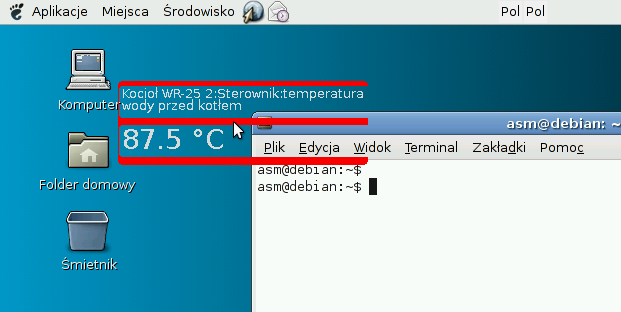 Aplikacje Miejsca Środowisko Pol Pol
Komputer
Kocioł WR-25 2:Sterownik:temperatura
wody przed kotłem
87.5 °C
asm@debian: ~
Plik Edycja Widok Terminal Zakładki Pomoc
asm@debian:~$
asm@debian:~$
Folder domowy
Śmietnik